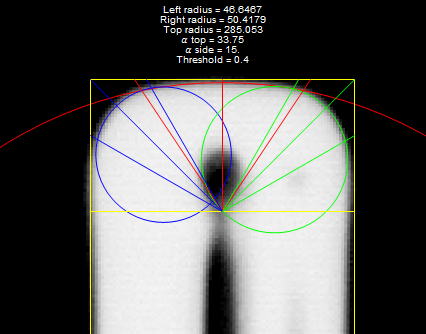 Left radius = 46.6467
Right radius = 50.4179
Top radius = 285.053
α top = 33.75
α side = 15.
Threshold = 0.4